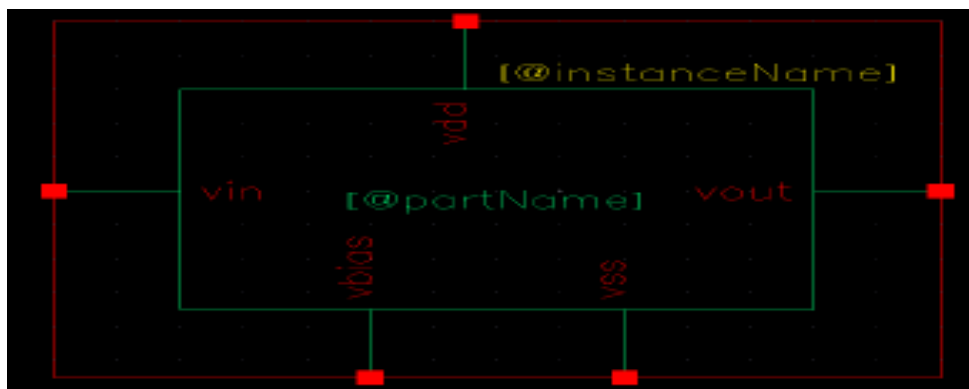 [@instanceName]
vdd
vin
[@partName]
vout
vbias
vss